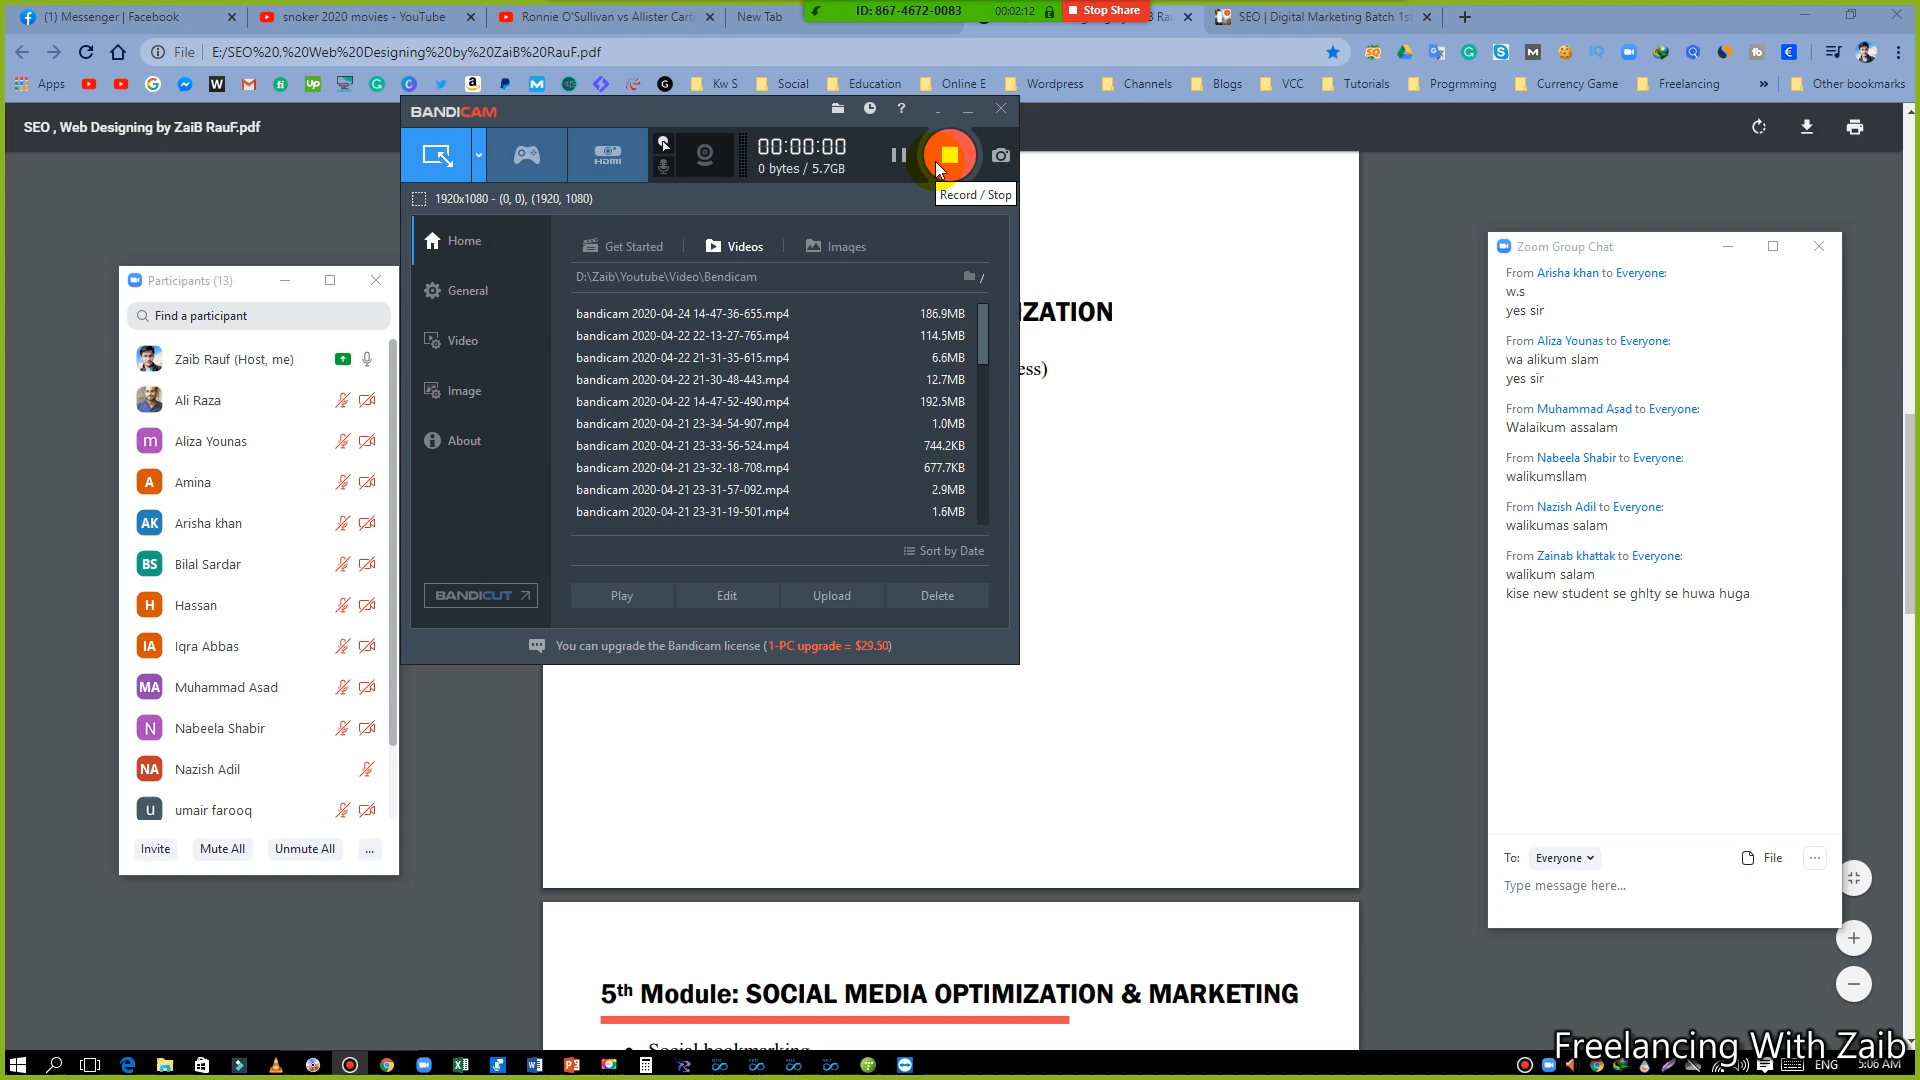 (1) Messenger | Facebook
snoker 2020 movies - YouTube
Ronnie O'Sullivan vs Allister Carte
New Tab
ID: 867-4672-0083
00:02:12
Stop Share
SEO | Digital Marketing Batch 1s
File
E:/SEO%20,%20Web%20Designing%20by%20ZaiB%20RauF.pdf
Apps
Kw S
Social
Education
Online E
Wordpress
Channels
Blogs
VCC
Tutorials
Progrmming
Currency Game
Freelancing
»
Other bookmarks
SEO , Web Designing by ZaiB RauF.pdf
BANDICAM
HDMI
00:00:00
0 bytes / 5.7GB
Record / Stop
1920x1080 - (0, 0), (1920, 1080)
Home
General
Video
Image
About
BANDICUT
Get Started
Videos
Images
D:\Zaib\Youtube\Video\Bendicam
bandicam 2020-04-24 14-47-36-655.mp4 186.9MB
bandicam 2020-04-22 22-13-27-765.mp4 114.5MB
bandicam 2020-04-22 21-31-35-615.mp4 6.6MB
bandicam 2020-04-22 21-30-48-443.mp4 12.7MB
bandicam 2020-04-22 14-47-52-490.mp4 192.5MB
bandicam 2020-04-21 23-34-54-907.mp4 1.0MB
bandicam 2020-04-21 23-33-56-524.mp4 744.2KB
bandicam 2020-04-21 23-32-18-708.mp4 677.7KB
bandicam 2020-04-21 23-31-57-092.mp4 2.9MB
bandicam 2020-04-21 23-31-19-501.mp4 1.6MB
Sort by Date
Play
Edit
Upload
Delete
You can upgrade the Bandicam license (1-PC upgrade = $29.50)
Participants (13)
Find a participant
Zaib Rauf (Host, me)
Ali Raza
m Aliza Younas
A Amina
AK Arisha khan
BS Bilal Sardar
H Hassan
IA Iqra Abbas
MA Muhammad Asad
N Nabeela Shabir
NA Nazish Adil
u umair farooq
Invite
Mute All
Unmute All
...
IZATION
ess)
5th Module: SOCIAL MEDIA OPTIMIZATION & MARKETING
Social bookmarking
Zoom Group Chat
From Arisha khan to Everyone:
w.s
yes sir
From Aliza Younas to Everyone:
wa alikum slam
yes sir
From Muhammad Asad to Everyone:
Walaikum assalam
From Nabeela Shabir to Everyone:
walikumsllam
From Nazish Adil to Everyone:
walikumas salam
From Zainab khattak to Everyone:
walikum salam
kise new student se ghlty se huwa huga
To: Everyone
File
Type message here...
Freelancing With Zaib
ENG
5:06 AM